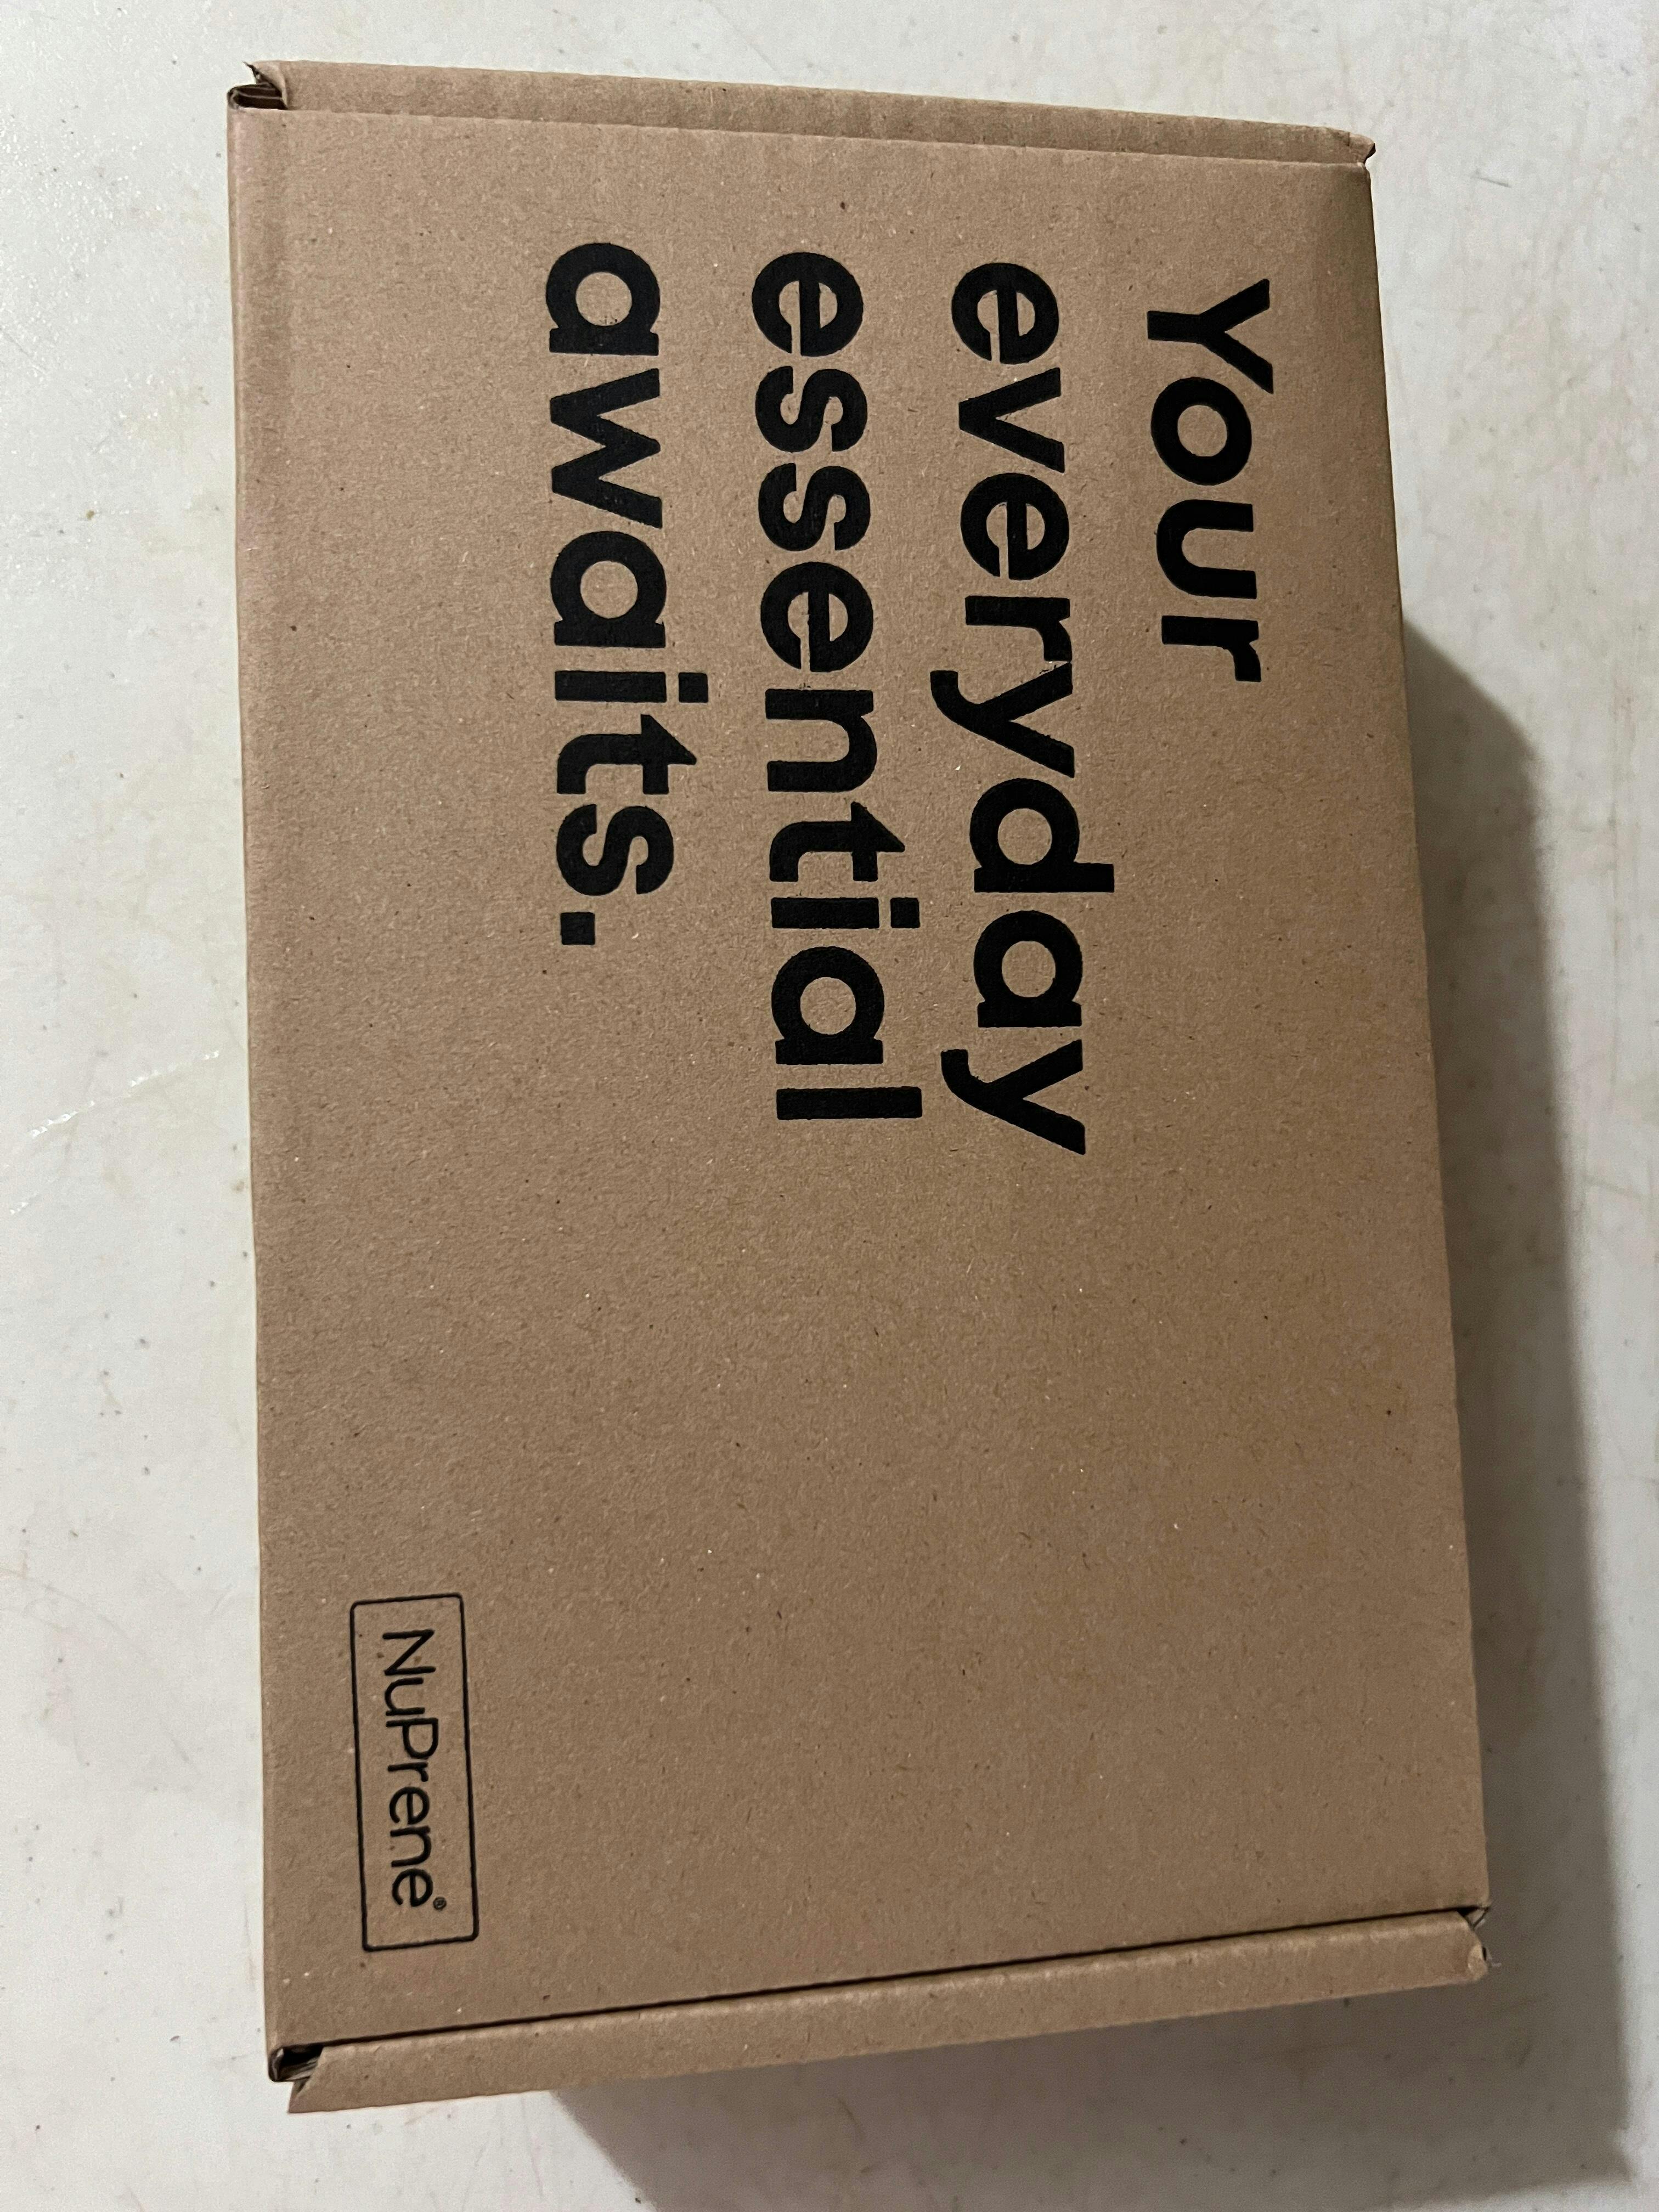 Your
everyday
essential
awaits.
NuPrene®